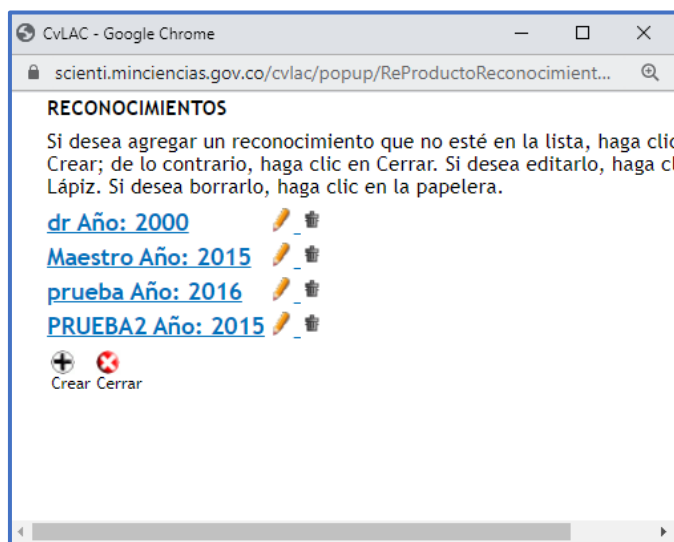 CvLAC - Google Chrome
scienti.minciencias.gov.co/cvlac/popup/ReProductoReconocimient...
RECONOCIMIENTOS
Si desea agregar un reconocimiento que no esté en la lista, haga clic
Crear; de lo contrario, haga clic en Cerrar. Si desea editarlo, haga cl
Lápiz. Si desea borrarlo, haga clic en la papelera.
dr Año: 2000
Maestro Año: 2015
prueba Año: 2016
PRUEBA2 Año: 2015
Crear Cerrar